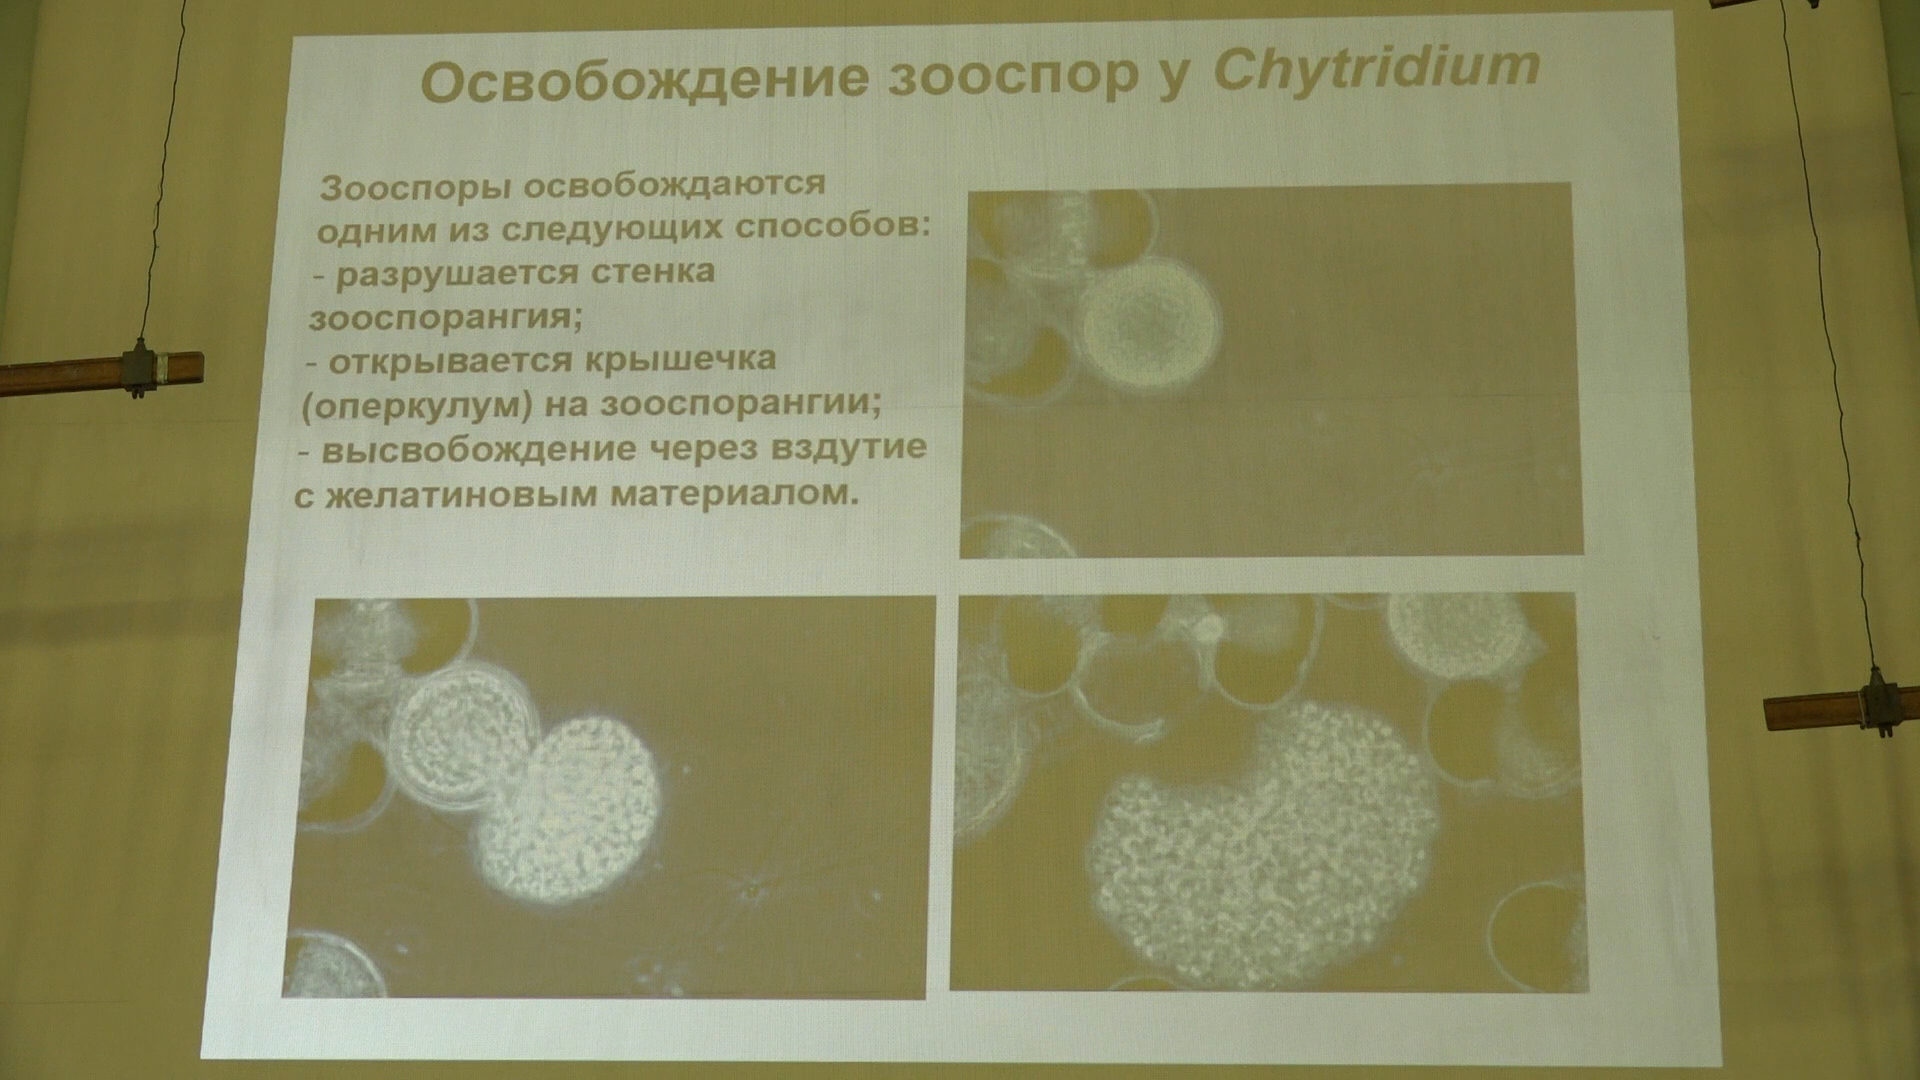 Освобождение зооспор у Chytridium
Зооспоры освобождаются
одним из следующих способов:
- разрушается стенка
зооспорангия;
- открывается крышечка
(оперкулум) на зооспорангии;
- высвобождение через вздутие
с желатиновым материалом.